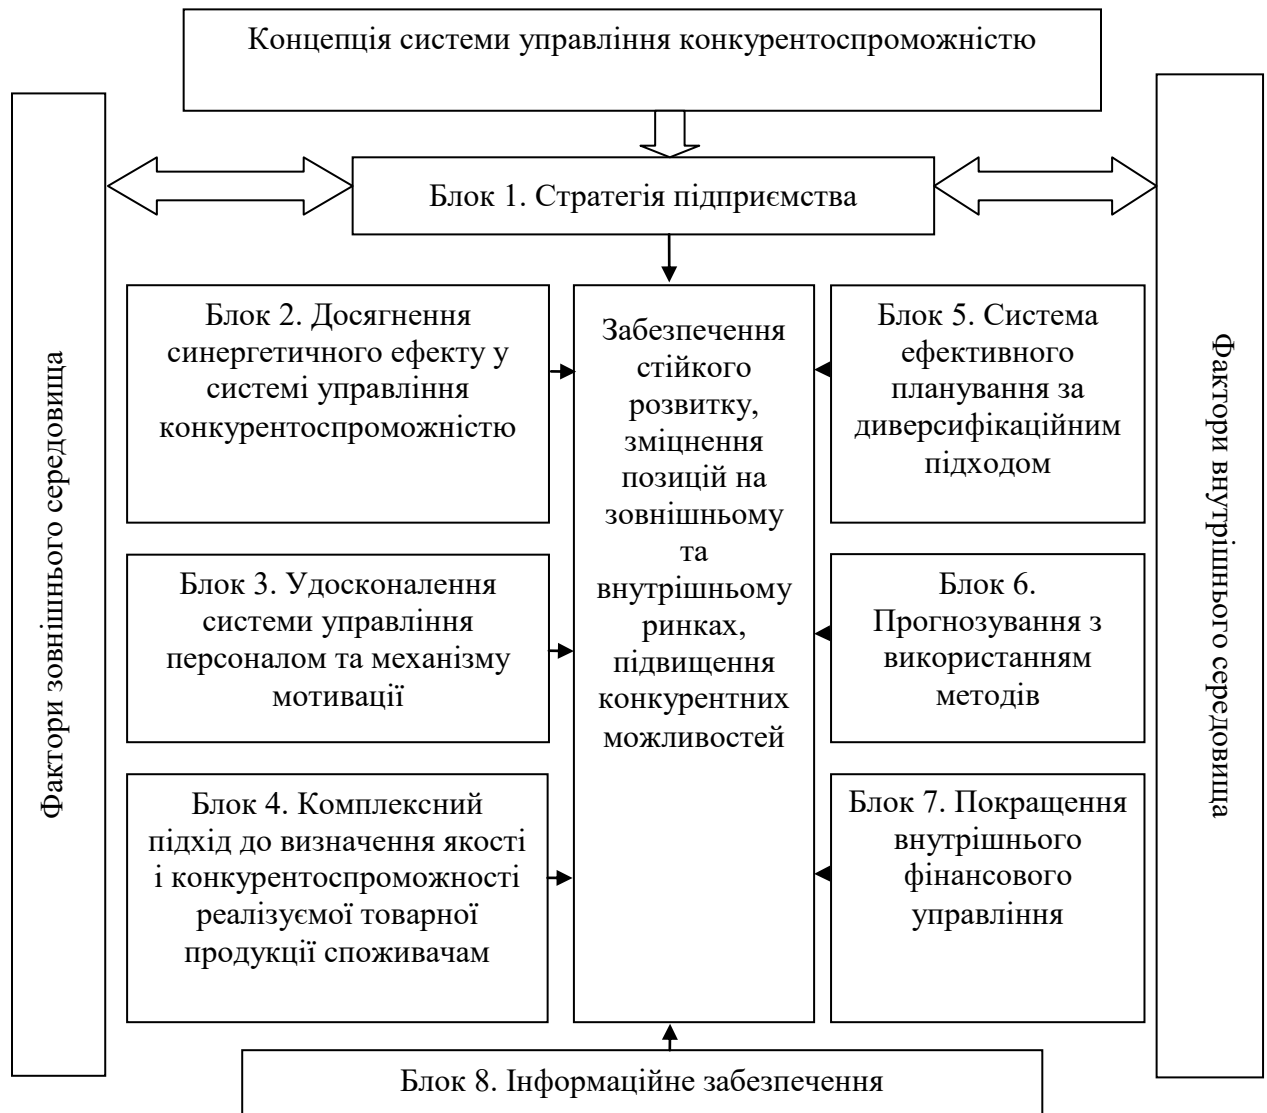 Концепція системи управління конкурентоспроможністю
Фактори зовнішнього середовища
Блок 1. Стратегія підприємства
Фактори внутрішнього середовища
Блок 2. Досягнення
синергетичного ефекту у
системі управління
конкурентоспроможністю
Блок 3. Удосконалення
системи управління
персоналом та механізму
мотивації
Блок 4. Комплексний
підхід до визначення якості
і конкурентоспроможності
реалізуємої товарної
продукції споживачам
Забезпечення
стійкого
розвитку,
зміцнення
позицій на
зовнішньому
та
внутрішньому
ринках,
підвищення
конкурентних
можливостей
Блок 5. Система
ефективного
планування за
диверсифікаційним
підходом
Блок 6.
Прогнозування з
використанням
методів
Блок 7. Покращення
внутрішнього
фінансового
управління
Блок 8. Інформаційне забезпечення